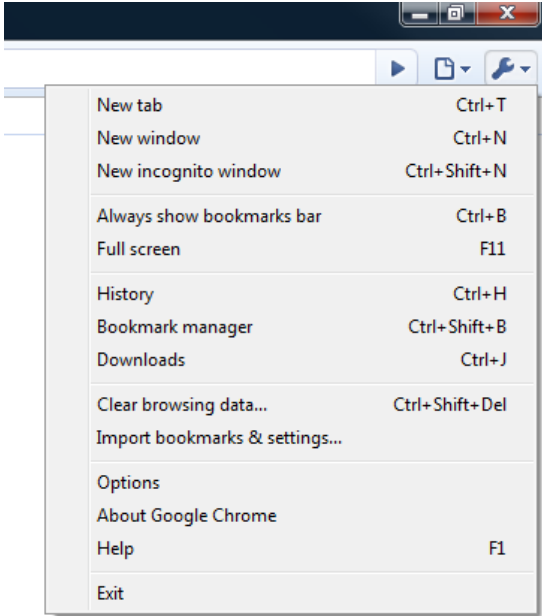 New tab Ctrl+T
New window Ctrl+N
New incognito window Ctrl+Shift+N
Always show bookmarks bar Ctrl+B
Full screen F11
History Ctrl+H
Bookmark manager Ctrl+Shift+B
Downloads Ctrl+J
Clear browsing data... Ctrl+Shift+Del
Import bookmarks & settings...
Options
About Google Chrome
Help F1
Exit